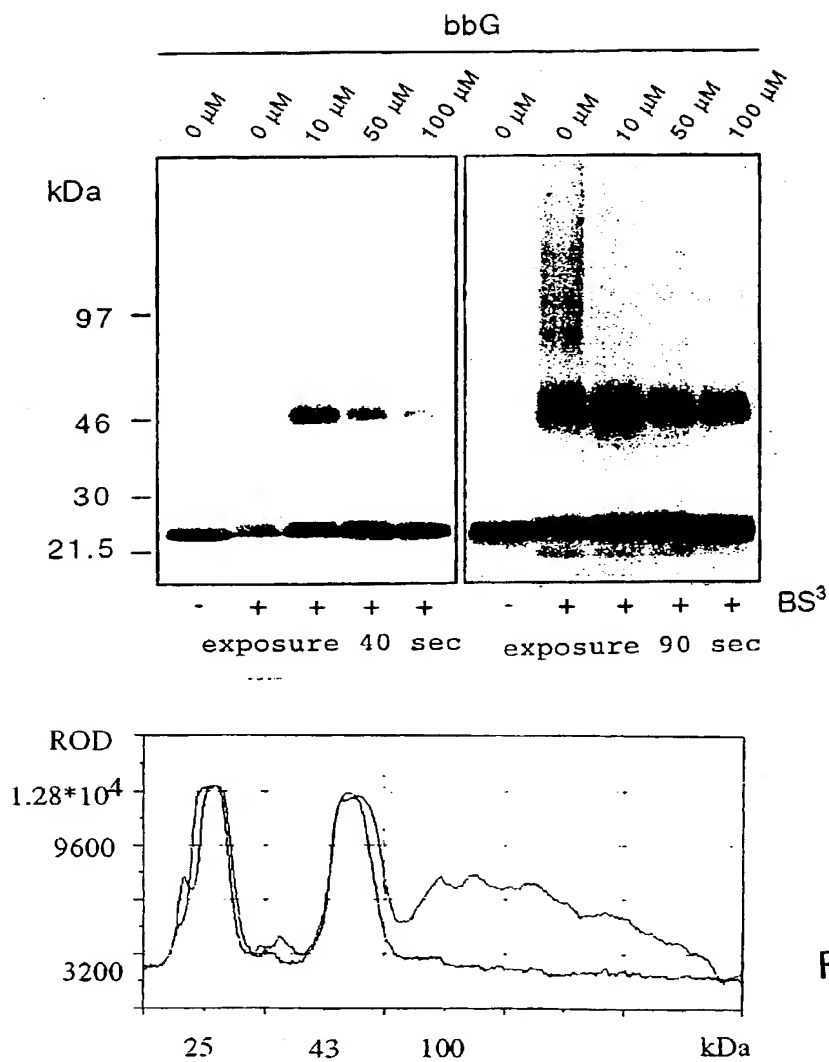 bbG
0 µM 0 µM 10 µM 50 µM 100 µM 0 µM 0 µM 10 µM 50 µM 100 µM
kDa
97
46
30
21.5
- + + + + - + + + + BS³
exposure 40 sec exposure 90 sec
ROD
1.28*10⁴
9600
3200
F
25 43 100 kDa